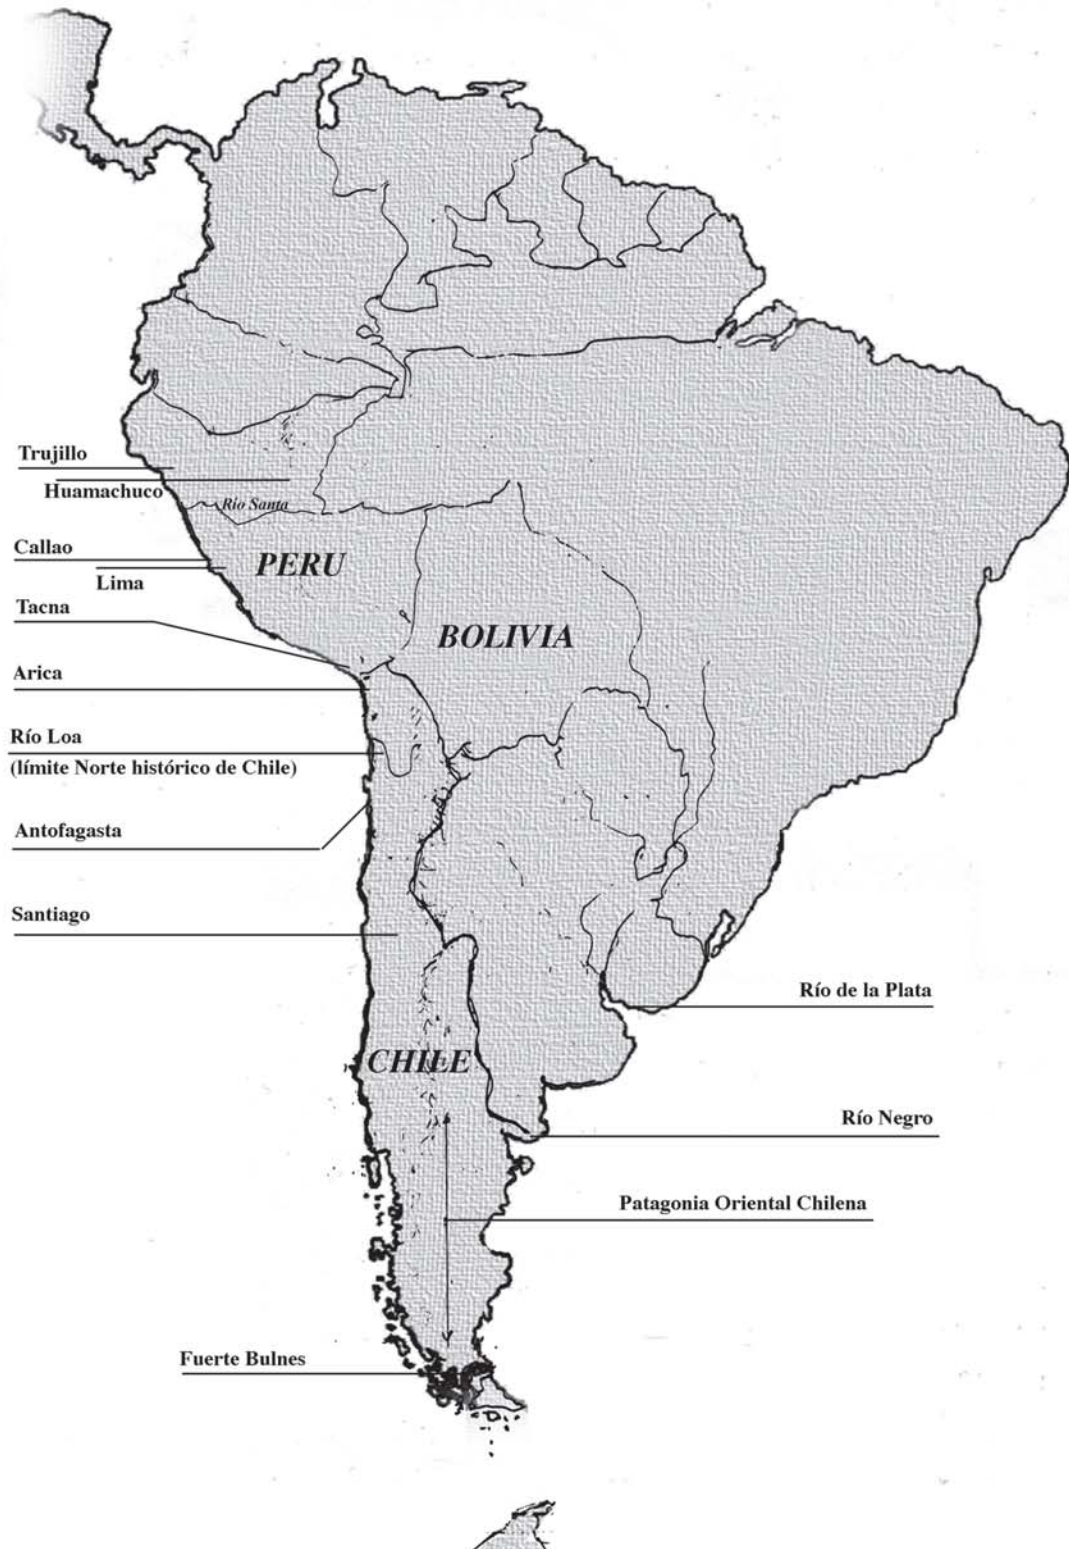 Trujillo
Huamachuco
Río Santa
Callao
PERU
Lima
Tacna
BOLIVIA
Arica
Río Loa
(límite Norte histórico de Chile)
Antofagasta
Santiago
Río de la Plata
CHILE
Río Negro
Patagonia Oriental Chilena
Fuerte Bulnes